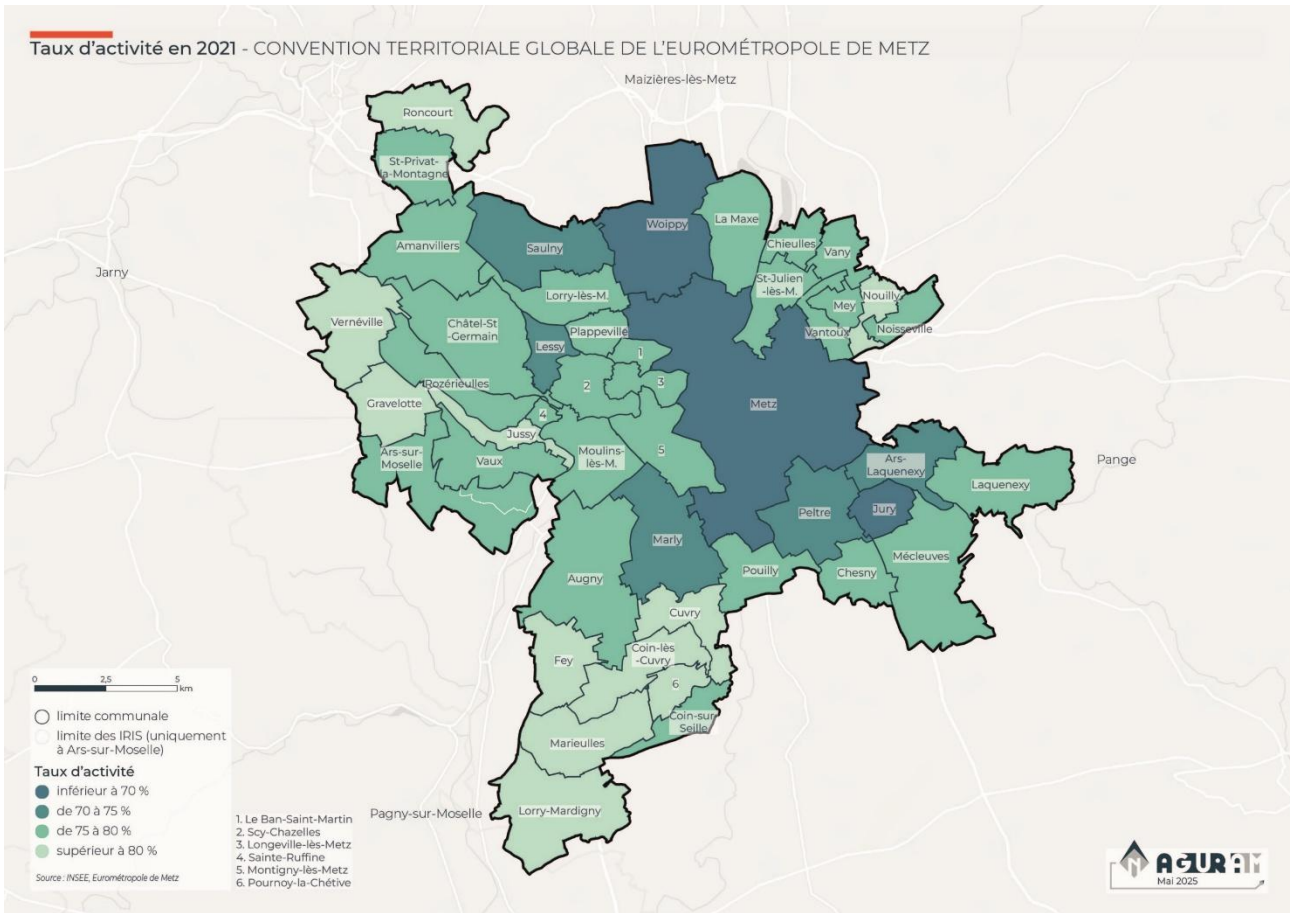 Taux d'activité en 2021 - CONVENTION TERRITORIALE GLOBALE DE L'EUROMÉTROPOLE DE METZ
Maizières-lès-Metz
Roncourt
St-Privat-
la-Montagne
Amanvillers
Saulny
Woippy
La Maxe
Chieulles
Vany
Jarny
Lorry-lès-M.
St-Julien
-lès-M.
Mey
Nouilly
Vernéville
Châtel-St
-Germain
Lessy
Plappeville
Vantoux
Noisseville
1
2
3
Rozérieulles
Gravelotte
Metz
4
Jussy
Ars-sur-
Moselle
Vaux
Moulins-
lès-M.
5
Ars-
Laquenexy
Pange
Laquenexy
Peltre
Jury
Marly
Mécleuves
Augny
Pouilly
Chesny
Cuvry
Fey
Coin-lès
-Cuvry
6
Coin-sur
Seille
Marieulles
Pagny-sur-Moselle
Lorry-Mardigny
0 2,5 5
km
limite communale
limite des IRIS (uniquement
à Ars-sur-Moselle)
Taux d'activité
inférieur à 70 %
de 70 à 75 %
de 75 à 80 %
supérieur à 80 %
Source : INSEE, Eurométropole de Metz
1. Le Ban-Saint-Martin
2. Scy-Chazelles
3. Longeville-lès-Metz
4. Sainte-Ruffine
5. Montigny-lès-Metz
6. Pournoy-la-Chétive
N
AGURAM
Mai 2025